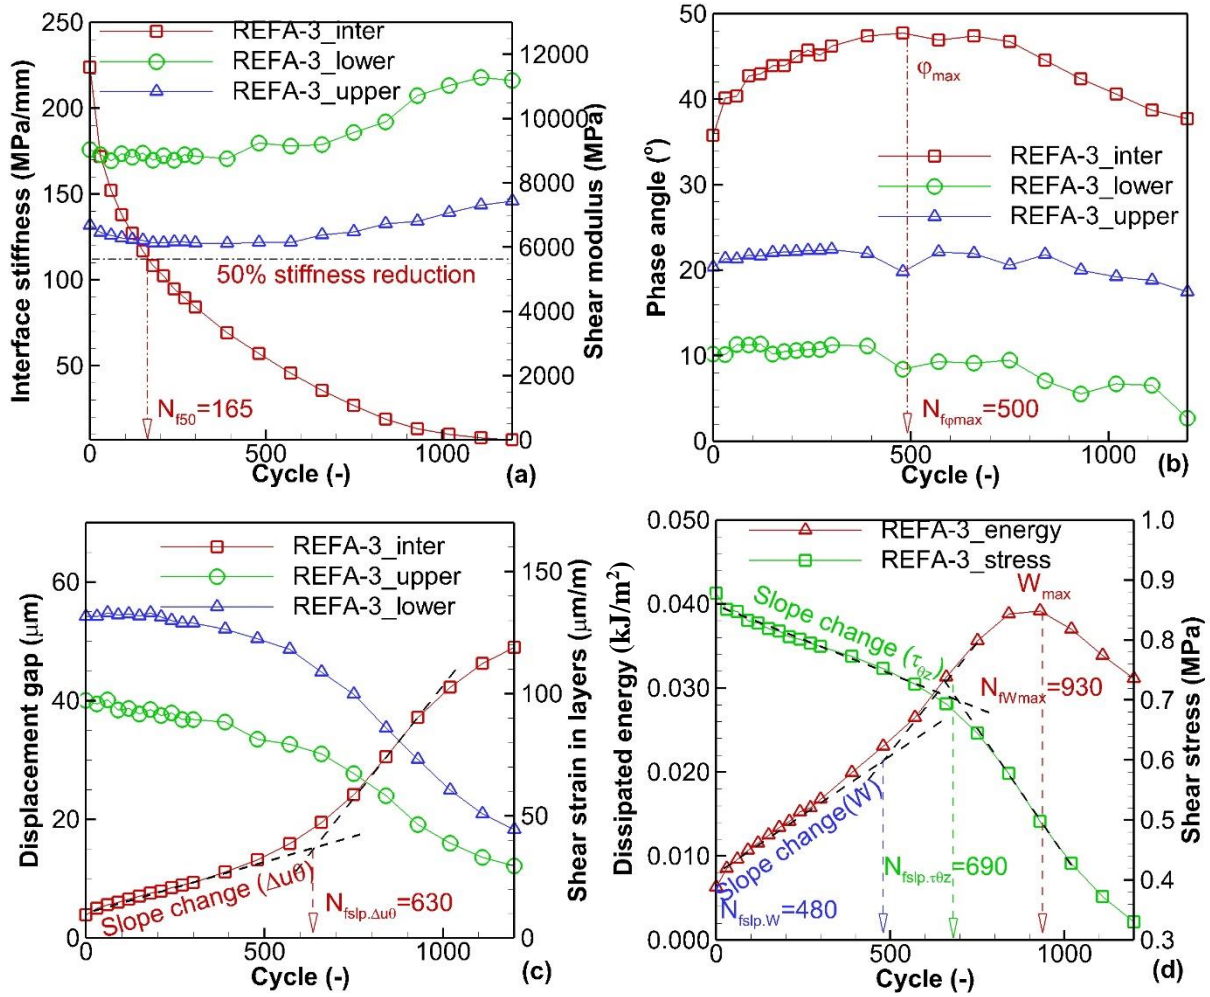 REFA-3_inter
REFA-3_lower
REFA-3_upper
250
200
150
100
50
Interface stiffness (MPa/mm)
12000
10000
8000
6000
4000
2000
0
Shear modulus (MPa)
50% stiffness reduction
N_f50=165
0
500
1000
Cycle (-)
(a)
50
40
30
20
10
0
Phase angle (°)
φ_max
REFA-3_inter
REFA-3_lower
REFA-3_upper
N_fφmax=500
0
500
1000
Cycle (-)
(b)
REFA-3_inter
REFA-3_upper
REFA-3_lower
60
40
20
0
Displacement gap (μm)
150
100
50
0
Shear strain in layers (μm/m)
Slope change (Δuθ)
N_fslp.Δuθ=630
0
500
1000
Cycle (-)
(c)
REFA-3_energy
REFA-3_stress
0.050
0.040
0.030
0.020
0.010
0.000
Dissipated energy (kJ/m²)
1.0
0.9
0.8
0.7
0.6
0.5
0.4
0.3
Shear stress (MPa)
W_max
Slope change (τ_θz)
N_fWmax=930
Slope change(W)
N_fslp.τθz=690
N_fslp.W=480
0
500
1000
Cycle (-)
(d)